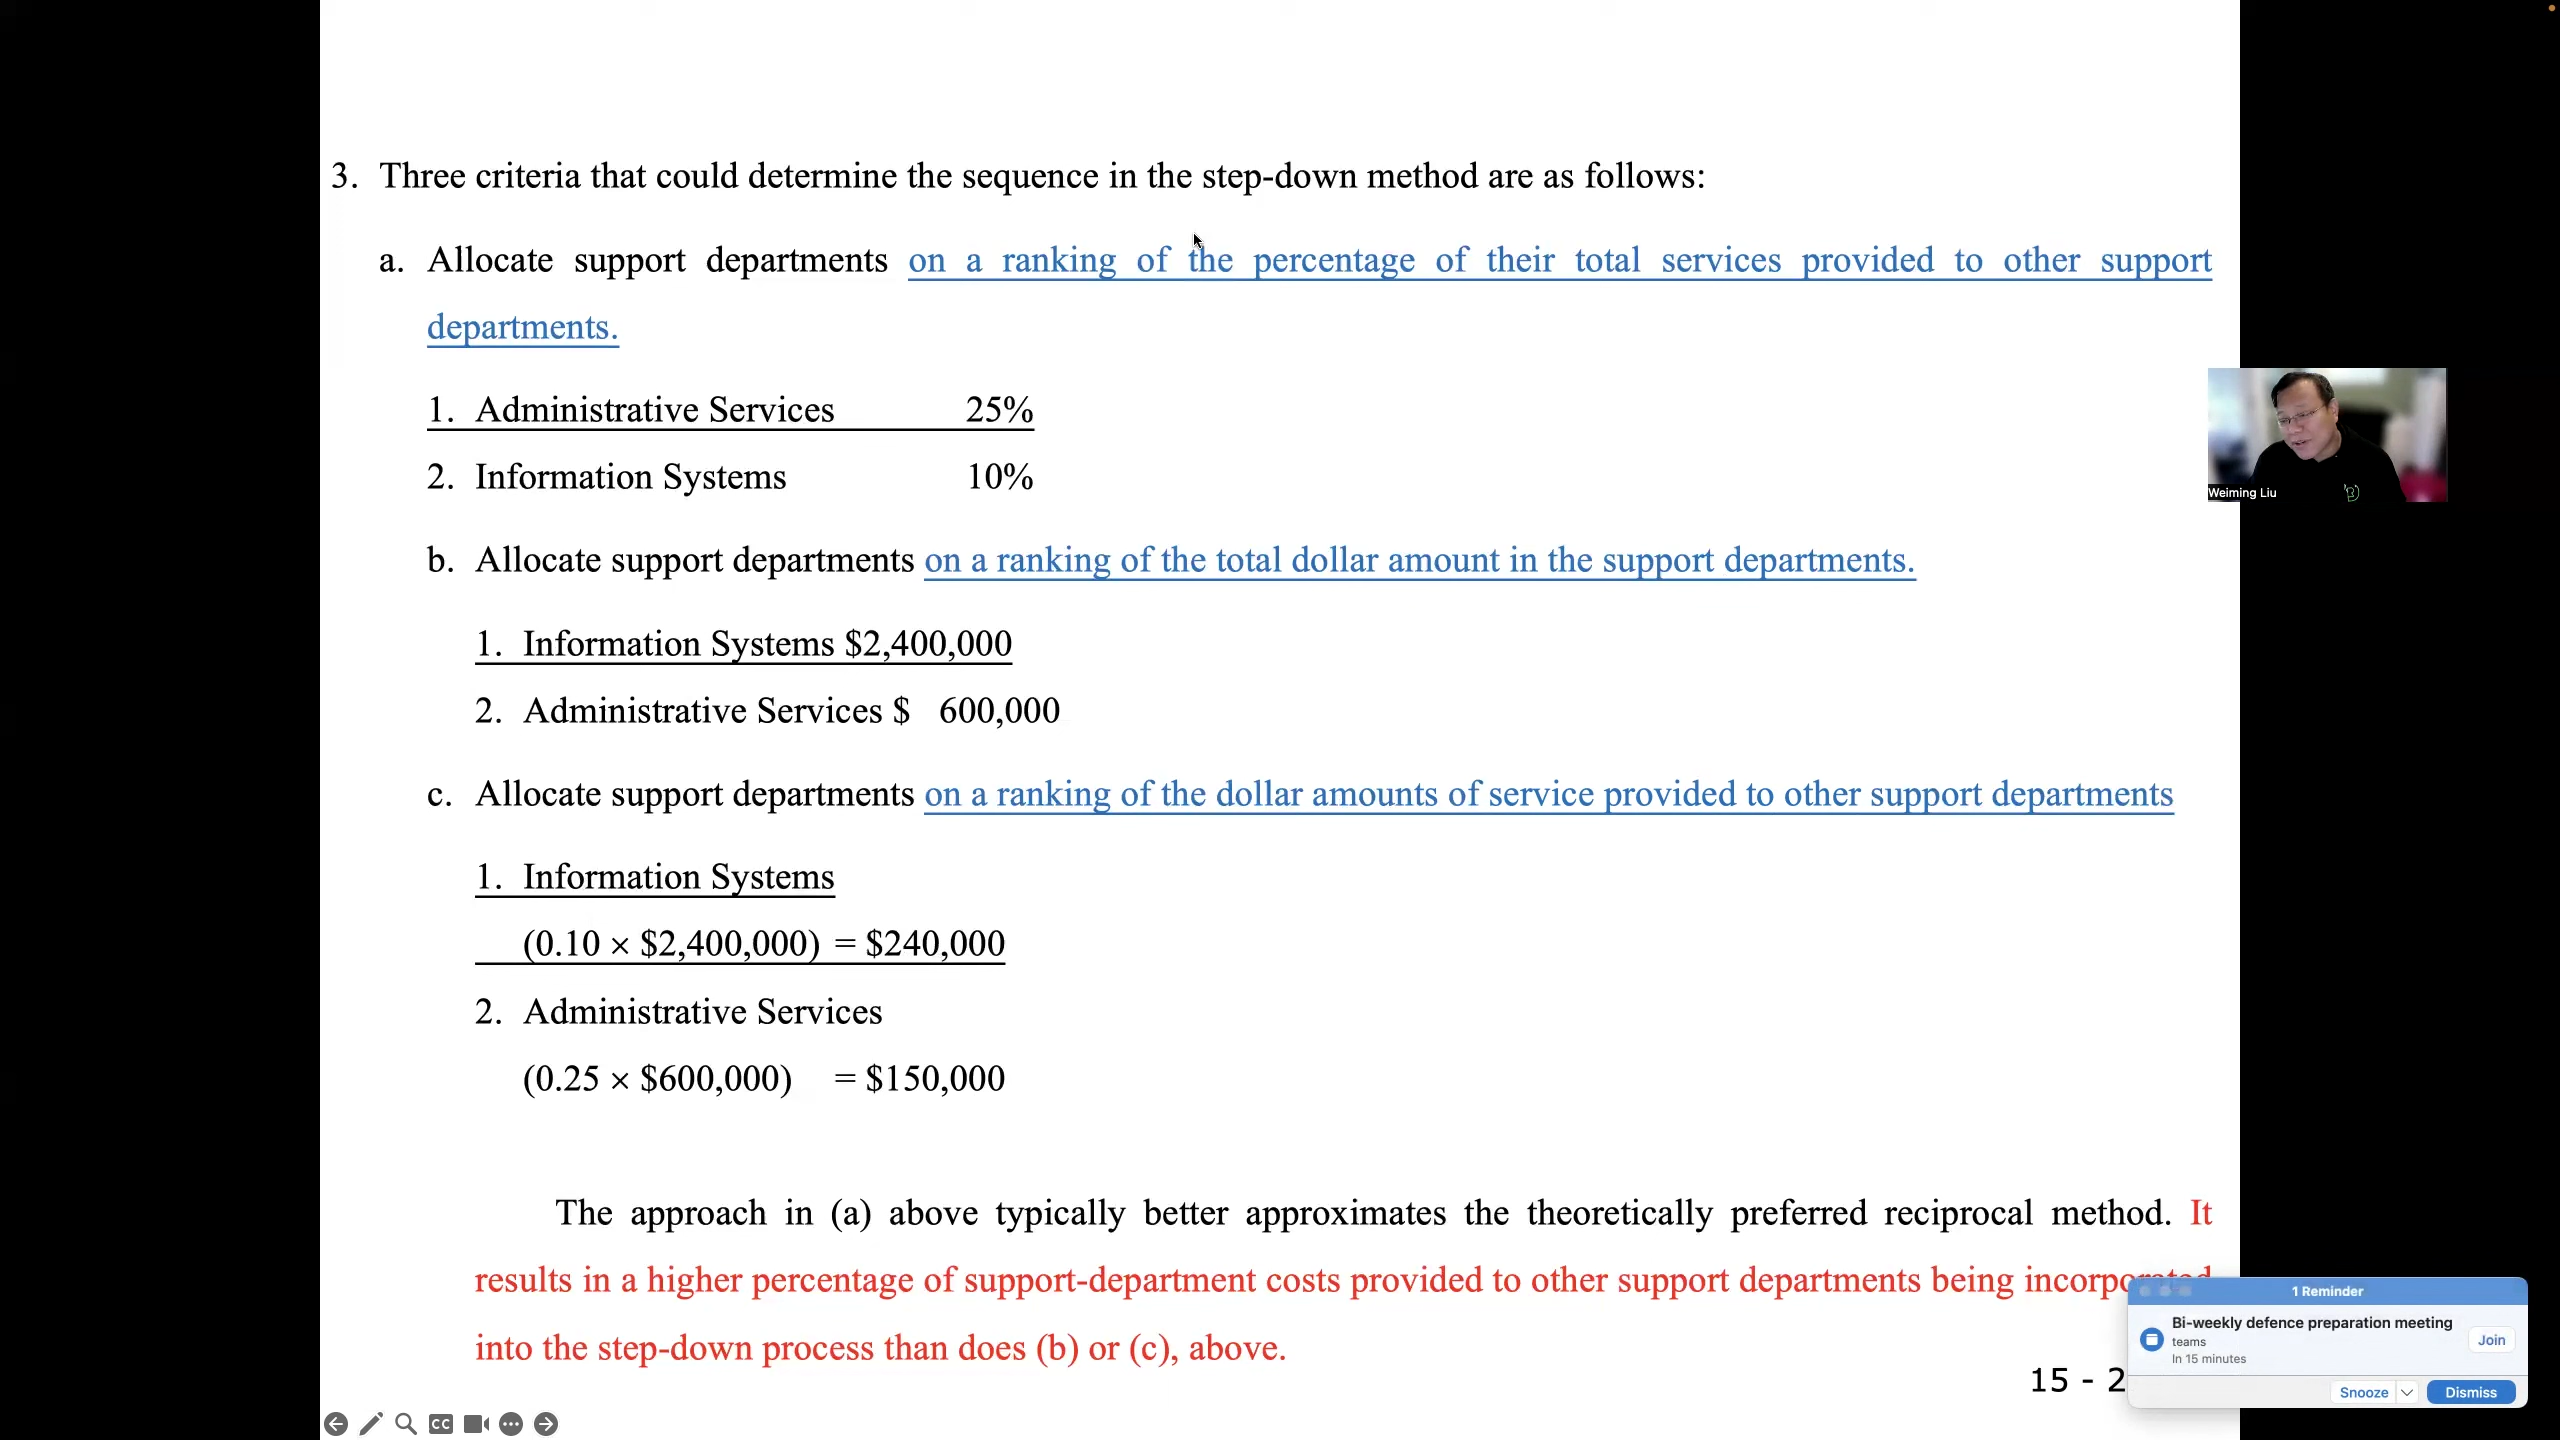 3. Three criteria that could determine the sequence in the step-down method are as follows:
a. Allocate support departments on a ranking of the percentage of their total services provided to other support
departments.
1. Administrative Services 25%
2. Information Systems 10%
Weiming Liu
b. Allocate support departments on a ranking of the total dollar amount in the support departments.
1. Information Systems $2,400,000
2. Administrative Services $ 600,000
c. Allocate support departments on a ranking of the dollar amounts of service provided to other support departments
1. Information Systems
(0.10 × $2,400,000) = $240,000
2. Administrative Services
(0.25 × $600,000) = $150,000
The approach in (a) above typically better approximates the theoretically preferred reciprocal method. It
results in a higher percentage of support-department costs provided to other support departments being incorporated
into the step-down process than does (b) or (c), above.
15 - 2
1 Reminder
Bi-weekly defence preparation meeting
teams
In 15 minutes
Join
Snooze
Dismiss
CC